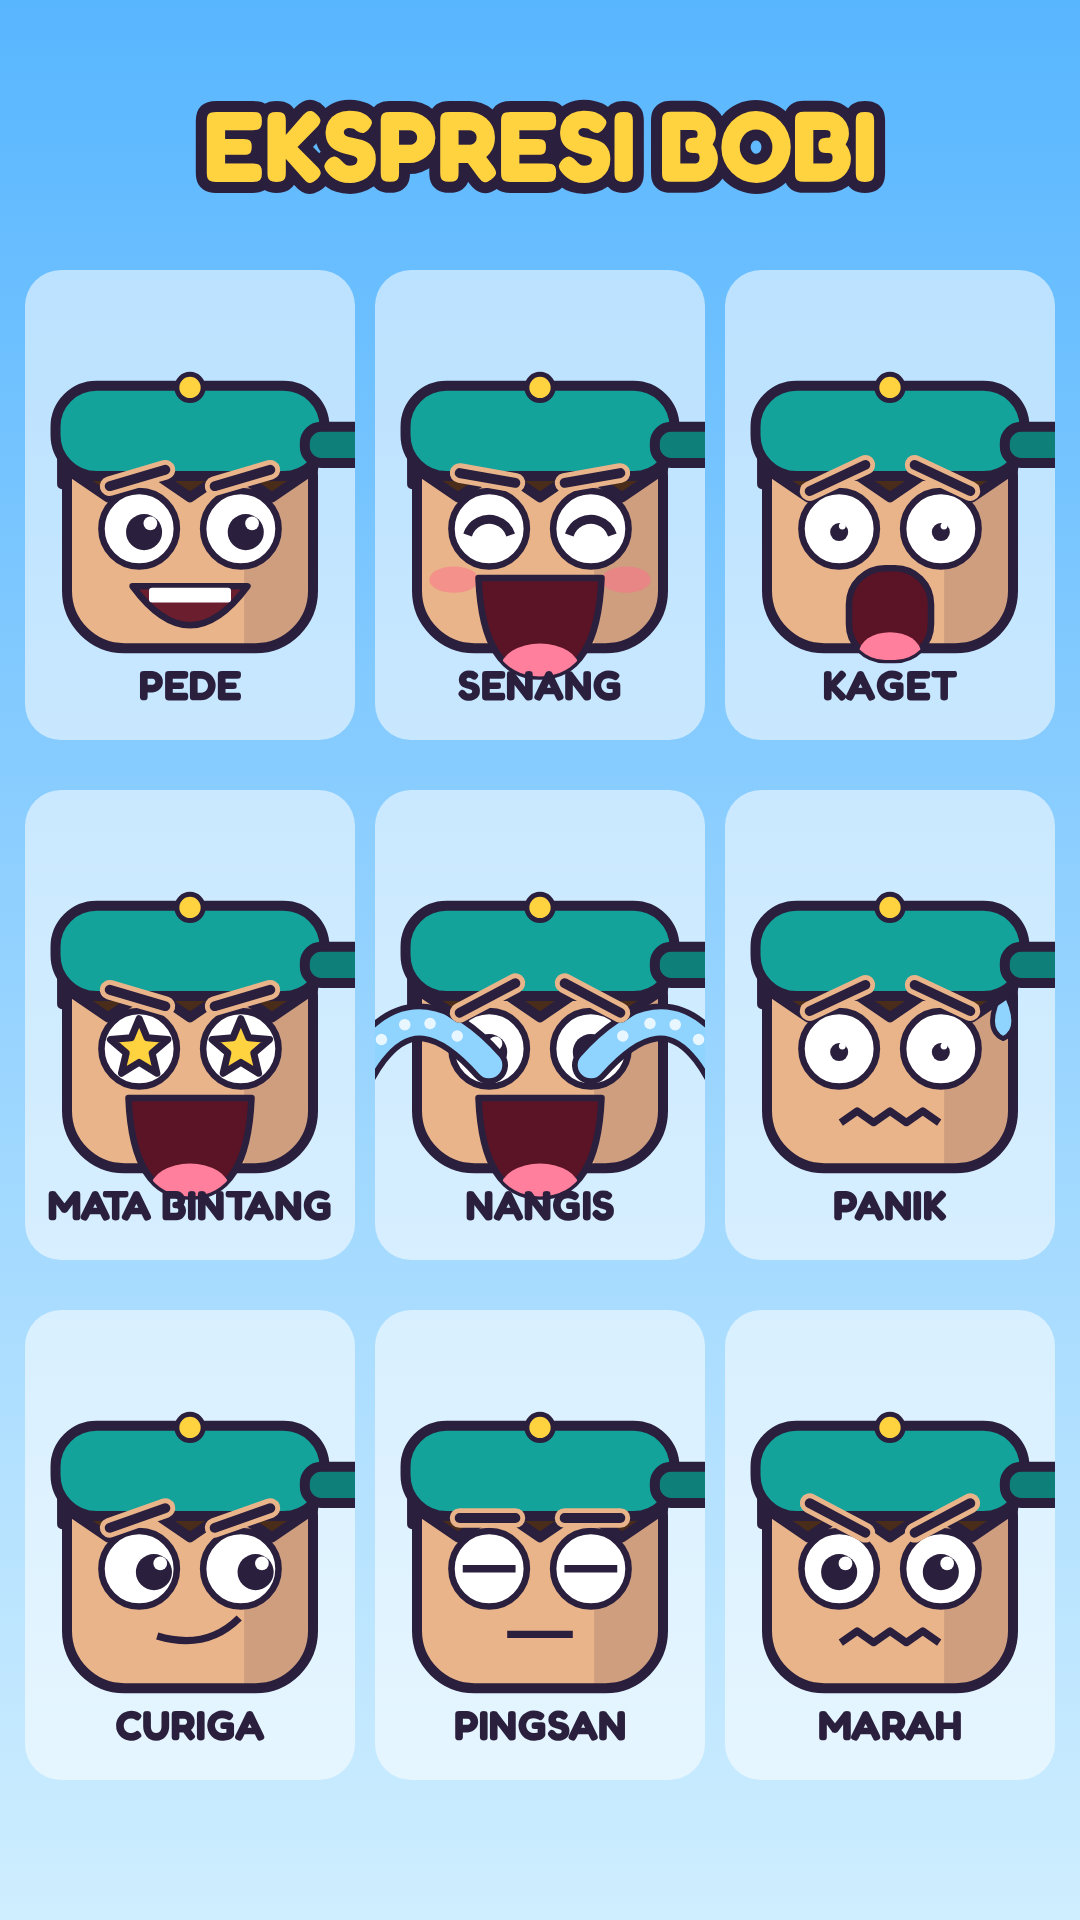 EKSPRESI BOBI
PEDE
SENANG
KAGET
MATA BINTANG
NANGIS
PANIK
CURIGA
PINGSAN
MARAH